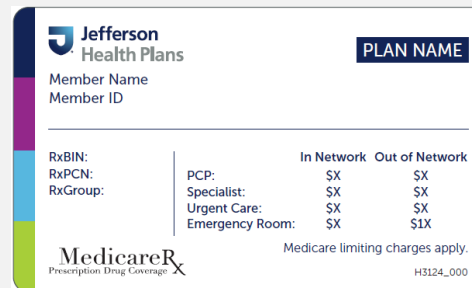 Jefferson
Health Plans
PLAN NAME
Member Name
Member ID
RxBIN:
RxPCN:
RxGroup:
In Network Out of Network
PCP: $X $X
Specialist: $X $X
Urgent Care: $X $X
Emergency Room: $X $1X
Medicare limiting charges apply.
MedicareRx
Prescription Drug Coverage
H3124_000